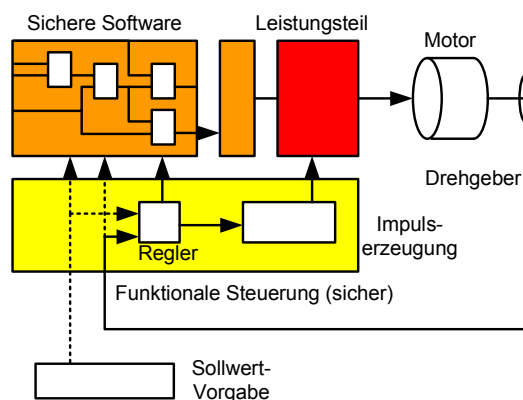 Sichere Software
Leistungsteil
Motor
Drehgeber
Impuls-
erzeugung
Regler
Funktionale Steuerung (sicher)
Sollwert-
Vorgabe